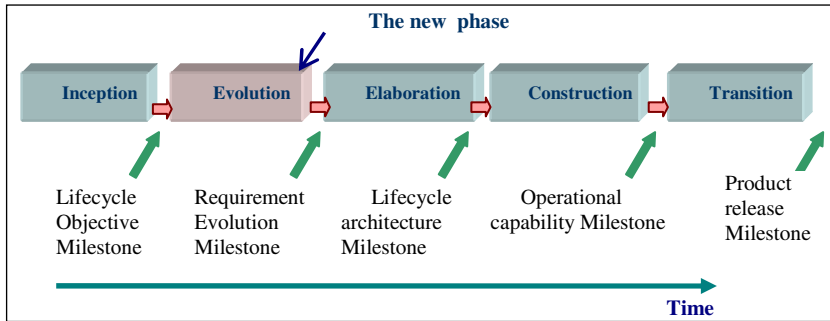 The new phase
Inception
Evolution
Elaboration
Construction
Transition
Lifecycle
Objective
Milestone
Requirement
Evolution
Milestone
Lifecycle
architecture
Milestone
Operational
capability Milestone
Product
release
Milestone
Time